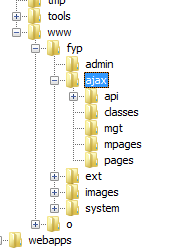 tmp
tools
www
fyp
admin
ajax
api
classes
mgt
mpages
pages
ext
images
system
o
webapps